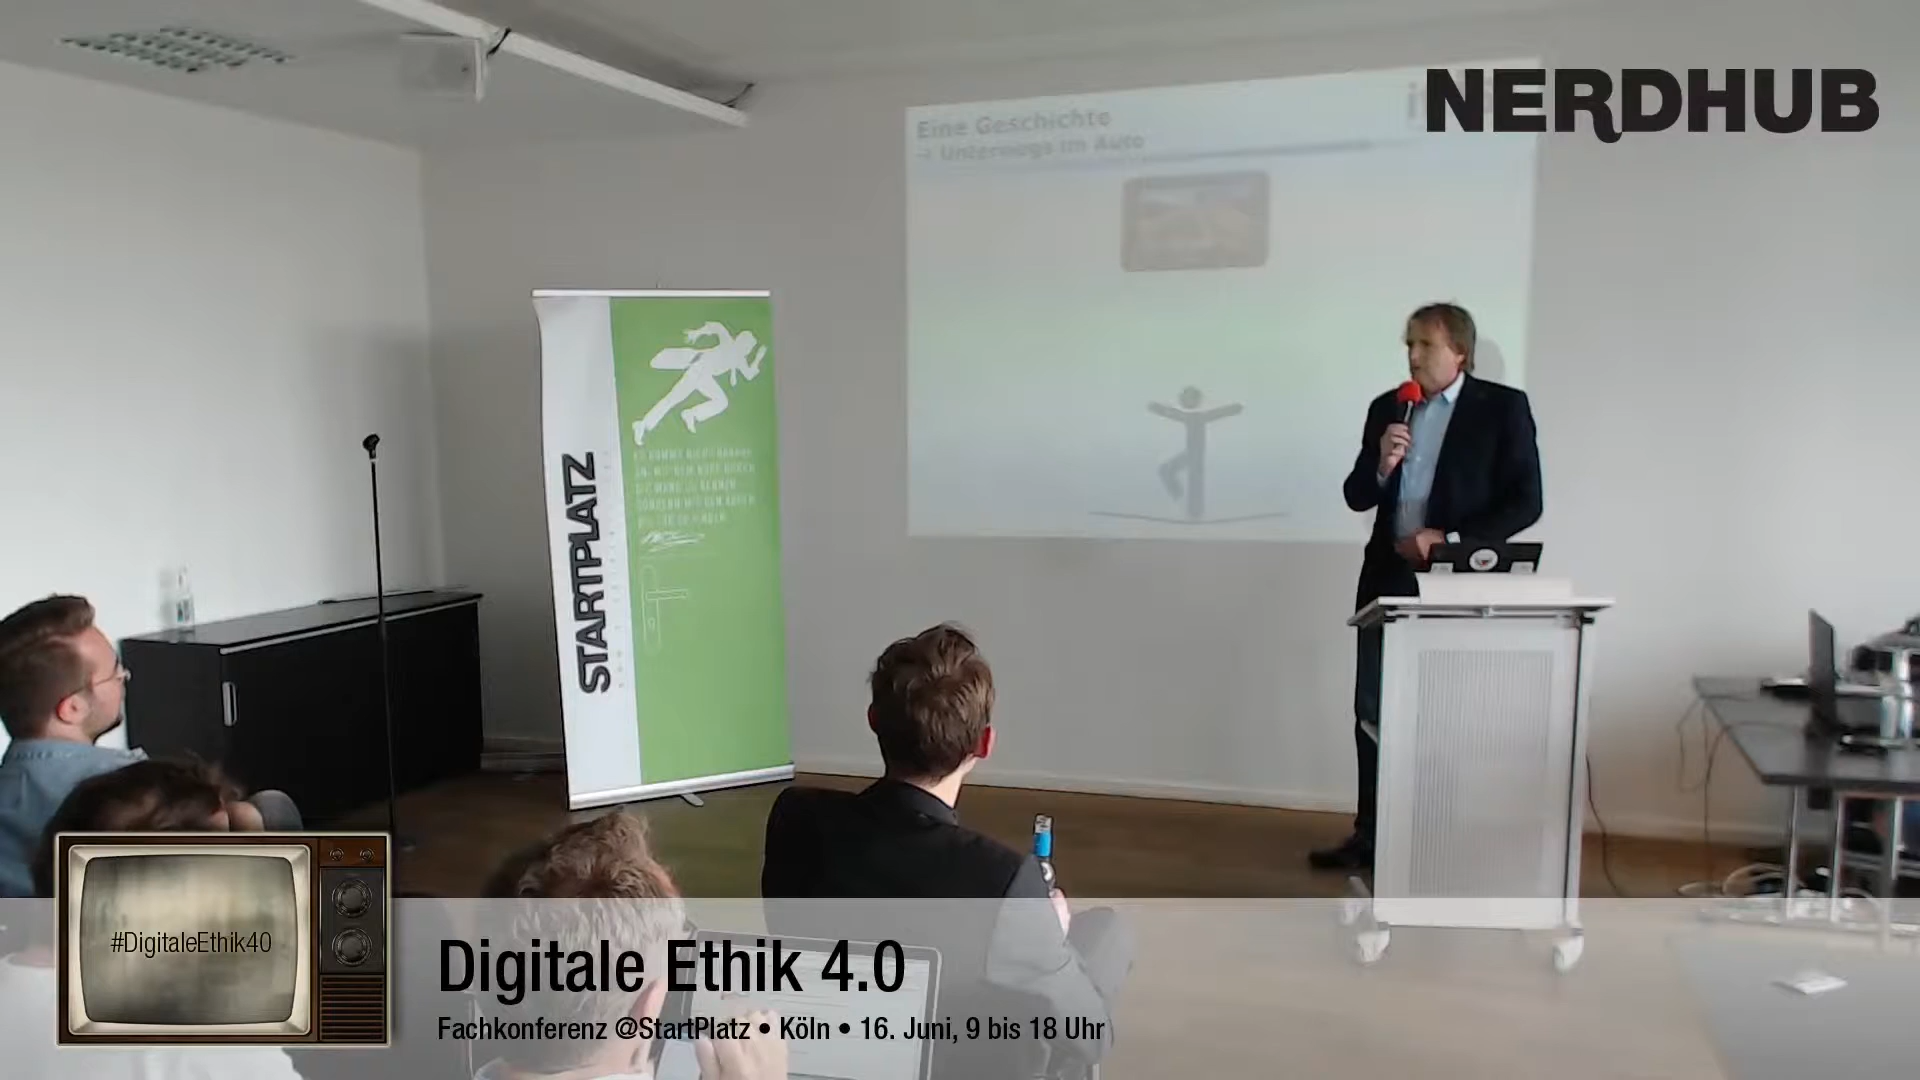 NERDHUB
Eine Geschichte
→ Unterwegs im Auto
STARTPLATZ
#DigitaleEthik40
Digitale Ethik 4.0
Fachkonferenz @StartPlatz • Köln • 16. Juni, 9 bis 18 Uhr